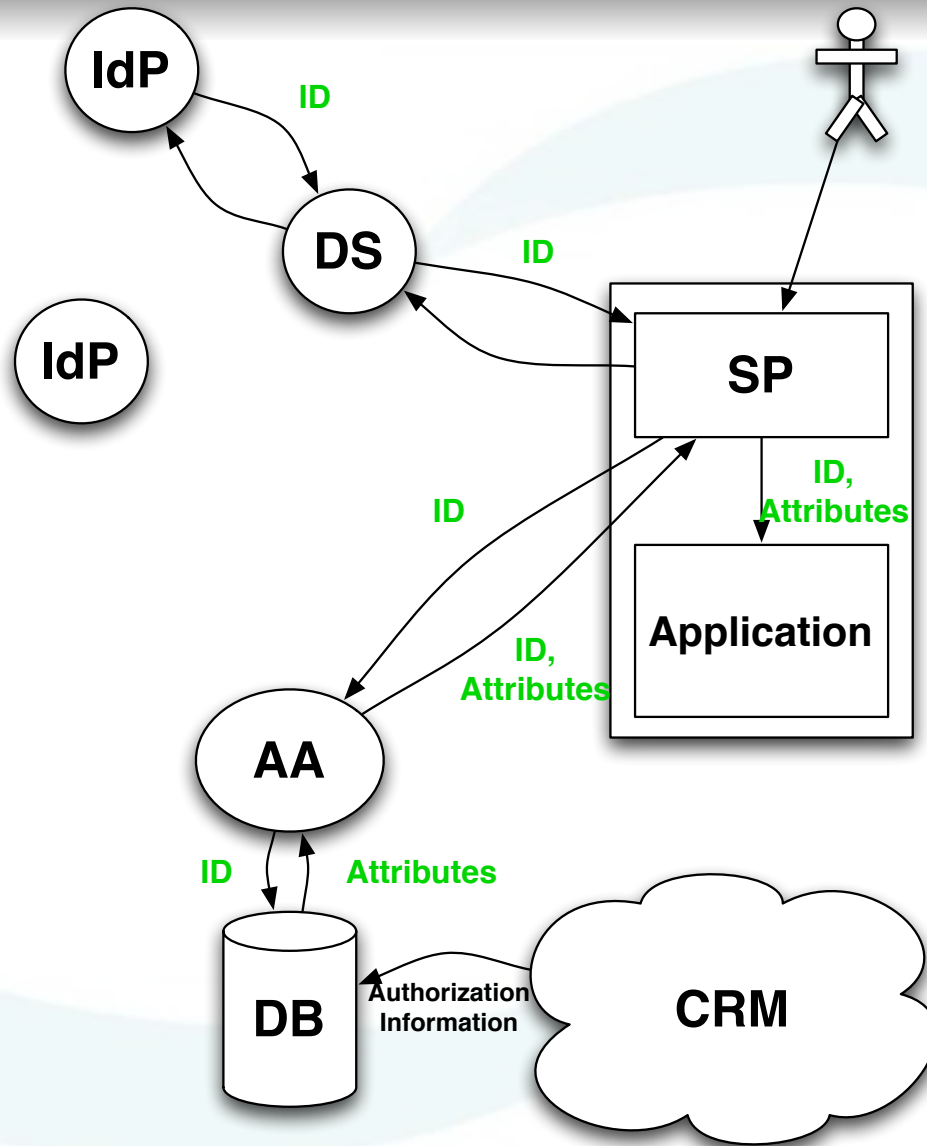 IdP
ID
DS
ID
IdP
SP
ID,
Attributes
ID
Application
ID,
Attributes
AA
ID
Attributes
DB
Authorization
Information
CRM